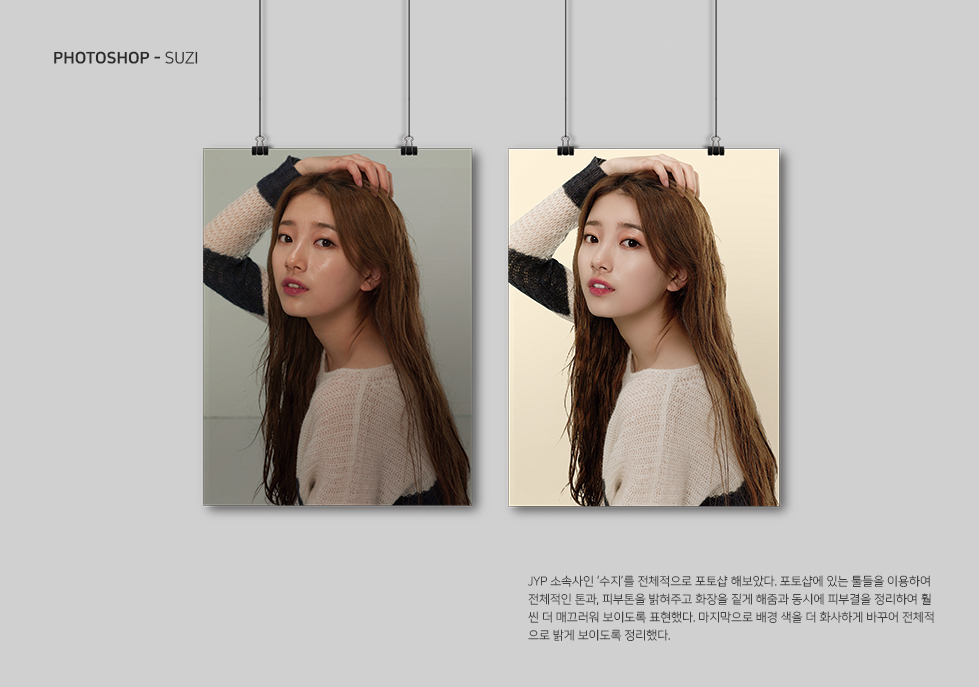 PHOTOSHOP - SUZI
JYP 소속사인 '수지'를 전체적으로 포토샵 해보았다. 포토샵에 있는 툴들을 이용하여
전체적인 톤과, 피부톤을 밝혀주고 화장을 짙게 해줌과 동시에 피부결을 정리하여 훨
씬 더 매끄러워 보이도록 표현했다. 마지막으로 배경 색을 더 화사하게 바꾸어 전체적
으로 밝게 보이도록 정리했다.